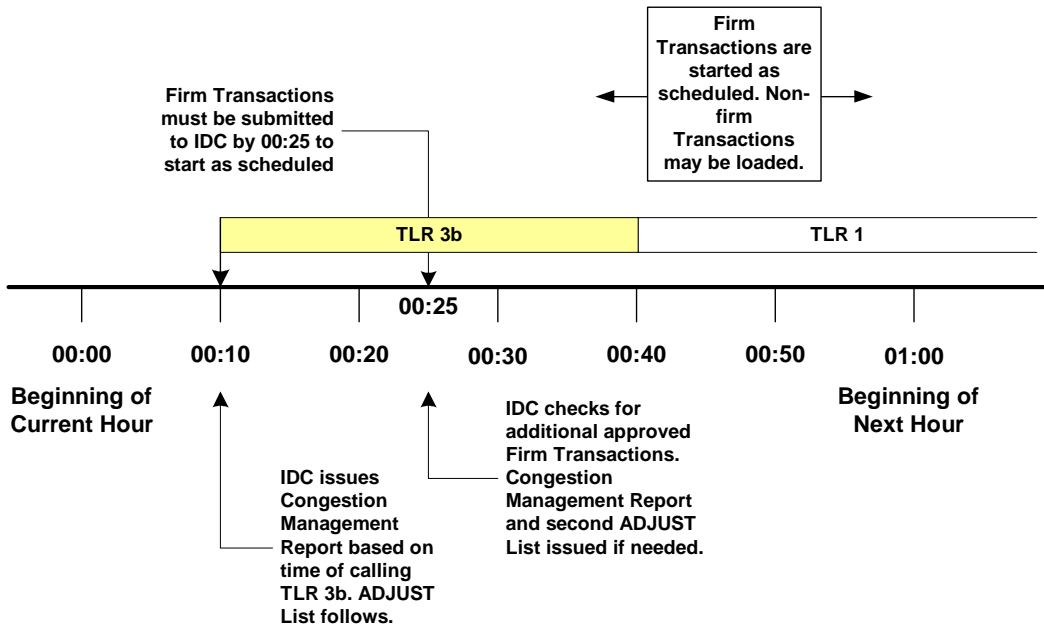 Firm
Transactions are
started as
scheduled. Non-
firm
Transactions
may be loaded.
Firm Transactions
must be submitted
to IDC by 00:25 to
start as scheduled
TLR 3b
TLR 1
00:25
00:00
00:10
00:20
00:30
00:40
00:50
01:00
Beginning of
Current Hour
Beginning of
Next Hour
IDC checks for
additional approved
Firm Transactions.
Congestion
Management Report
and second ADJUST
List issued if needed.
IDC issues
Congestion
Management
Report based on
time of calling
TLR 3b. ADJUST
List follows.